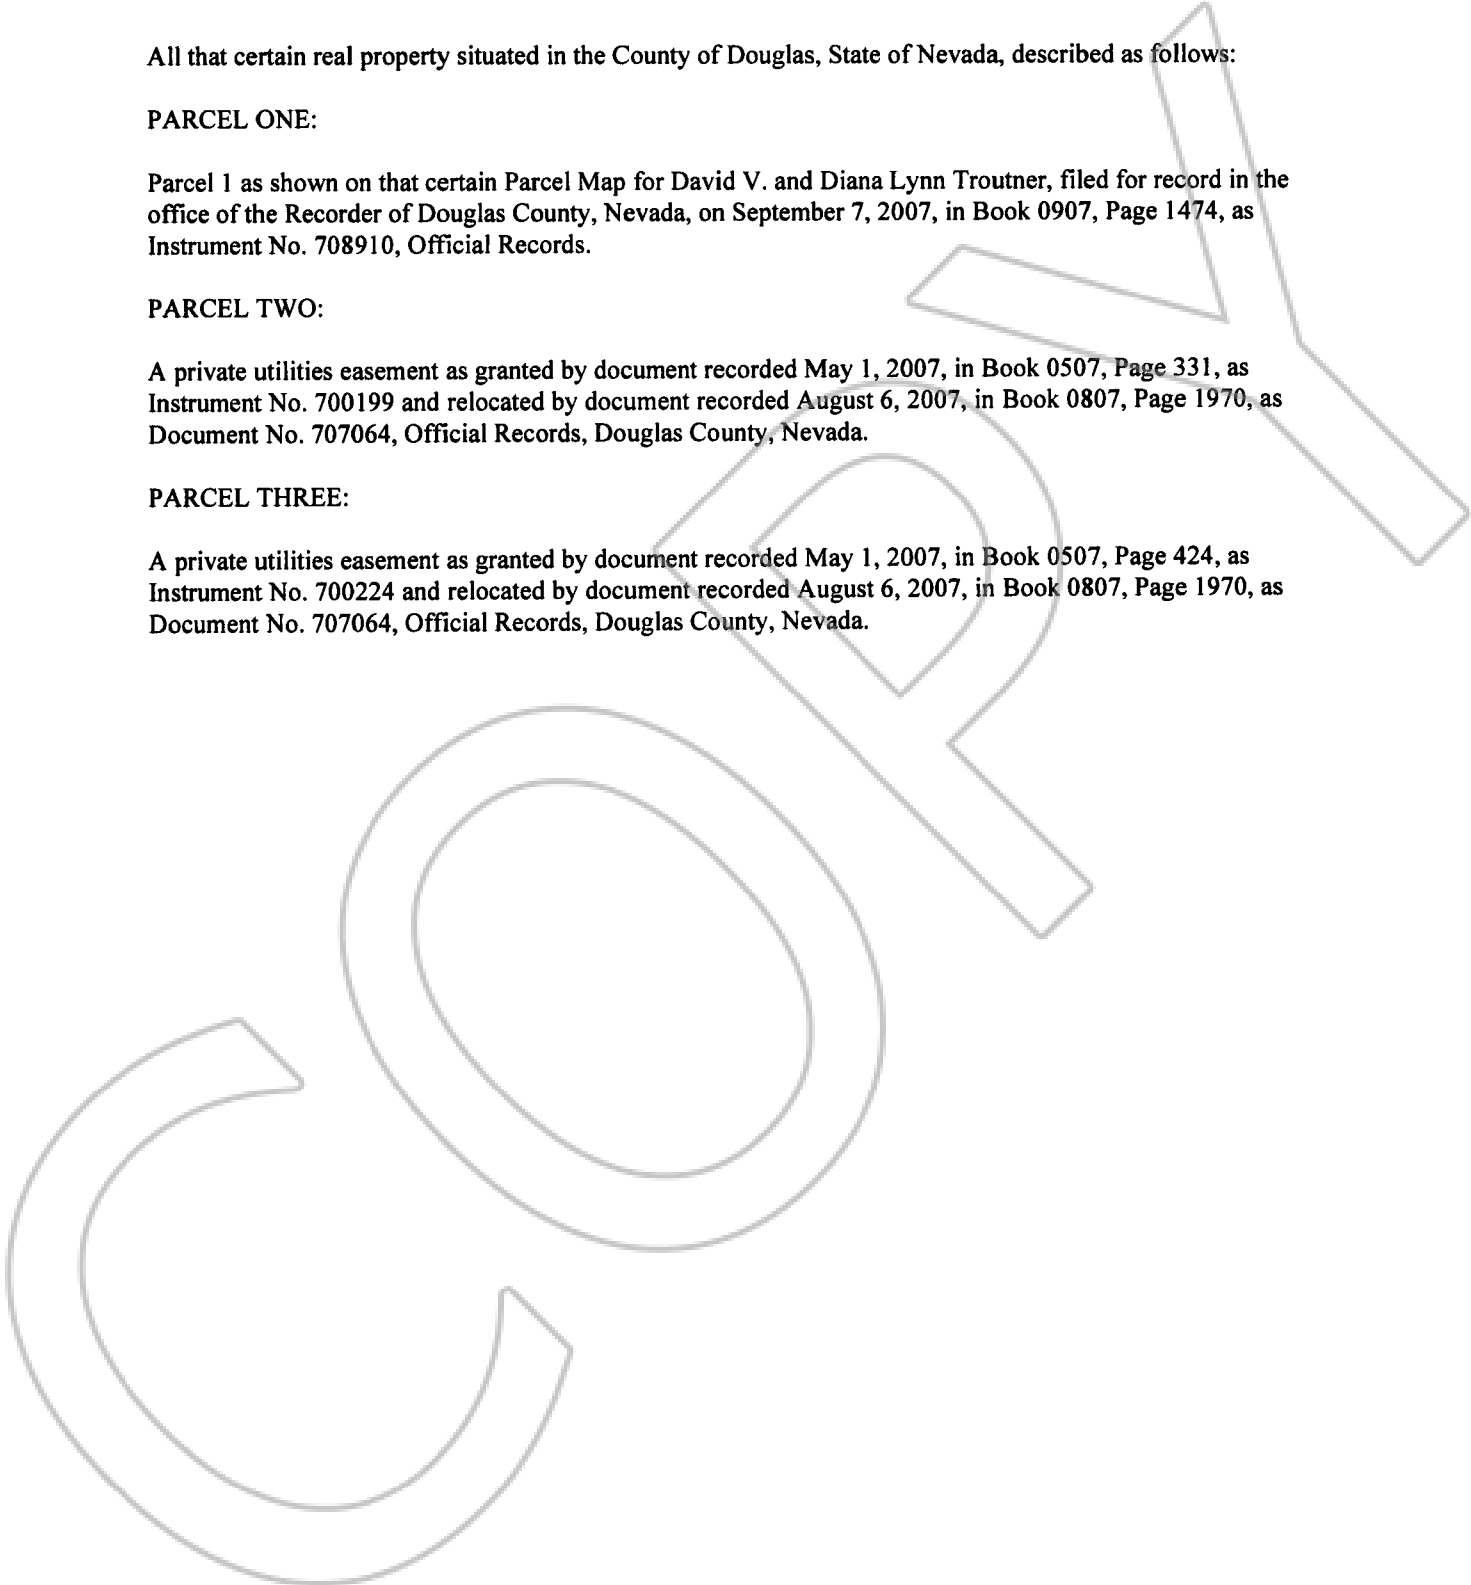 All that certain real property situated in the County of Douglas, State of Nevada, described as follows:
PARCEL ONE:
Parcel 1 as shown on that certain Parcel Map for David V. and Diana Lynn Troutner, filed for record in the
office of the Recorder of Douglas County, Nevada, on September 7, 2007, in Book 0907, Page 1474, as
Instrument No. 708910, Official Records.
PARCEL TWO:
A private utilities easement as granted by document recorded May 1, 2007, in Book 0507, Page 331, as
Instrument No. 700199 and relocated by document recorded August 6, 2007, in Book 0807, Page 1970, as
Document No. 707064, Official Records, Douglas County, Nevada.
PARCEL THREE:
A private utilities easement as granted by document recorded May 1, 2007, in Book 0507, Page 424, as
Instrument No. 700224 and relocated by document recorded August 6, 2007, in Book 0807, Page 1970, as
Document No. 707064, Official Records, Douglas County, Nevada.
COPY